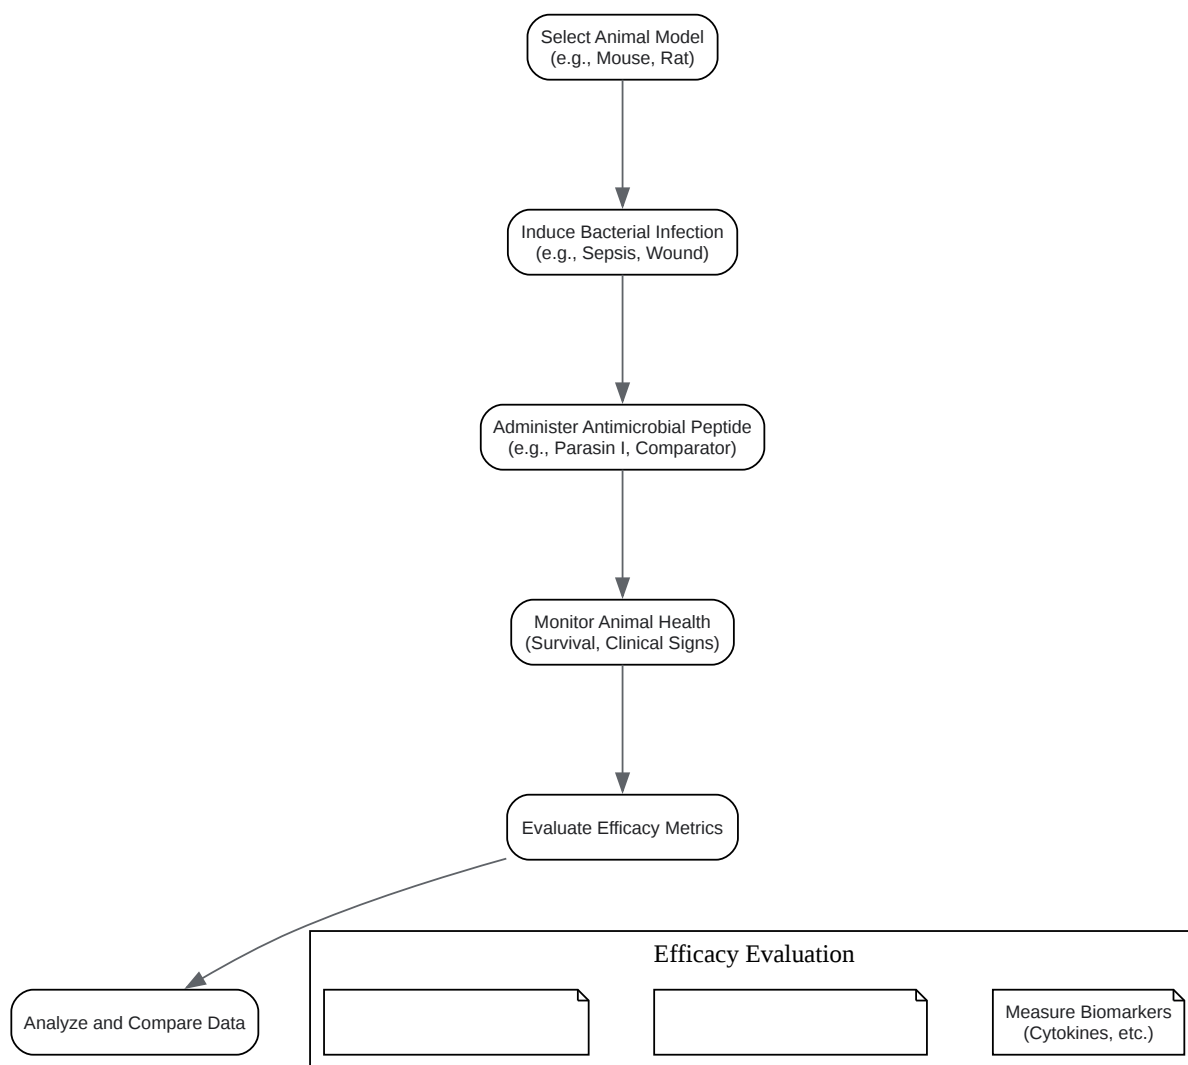 Select Animal Model
(e.g., Mouse, Rat)
Induce Bacterial Infection
(e.g., Sepsis, Wound)
Administer Antimicrobial Peptide
(e.g., Parasin I, Comparator)
Monitor Animal Health
(Survival, Clinical Signs)
Evaluate Efficacy Metrics
Efficacy Evaluation
Analyze and Compare Data
Measure Biomarkers
(Cytokines, etc.)